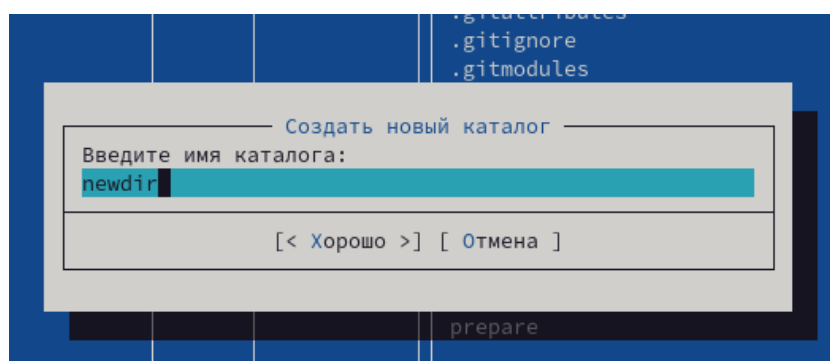 .gitattributes
.gitignore
.gitmodules
Создать новый каталог
Введите имя каталога:
newdir
[< Хорошо >] [ Отмена ]
prepare